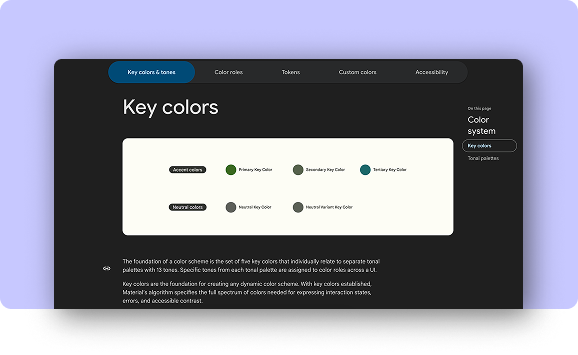 Key colors & tones
Color roles
Tokens
Custom colors
Accessibility
Key colors
On this page
Color
system
Key colors
Tonal palettes
Accent colors
Primary Key Color
Secondary Key Color
Tertiary Key Color
Neutral colors
Neutral Key Color
Neutral Variant Key Color
The foundation of a color scheme is the set of five key colors that individually relate to separate tonal
palettes with 13 tones. Specific tones from each tonal palette are assigned to color roles across a UI.
Key colors are the foundation for creating any dynamic color scheme. With key colors established,
Material's algorithm specifies the full spectrum of colors needed for expressing interaction states,
errors, and accessible contrast.